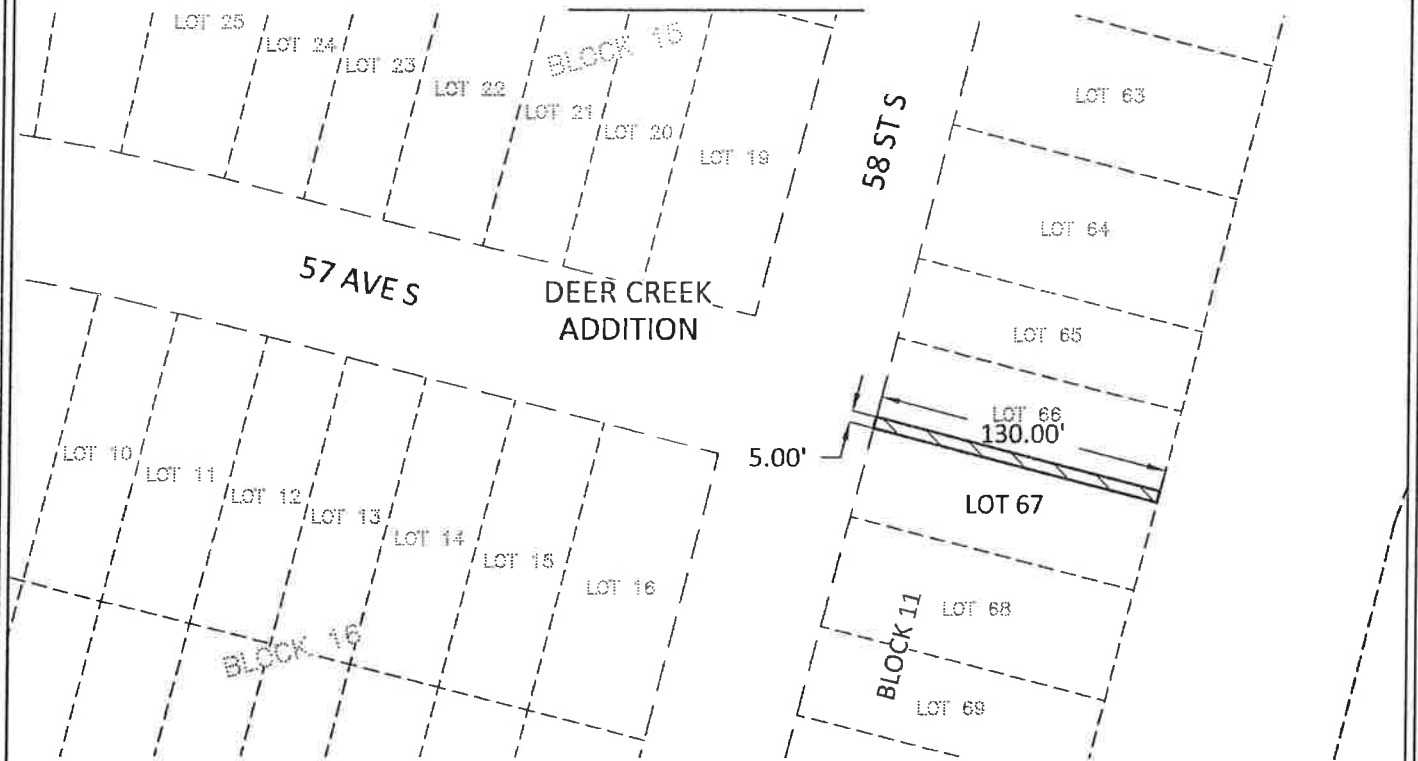 LOT 25
LOT 24
LOT 23
LOT 22
LOT 21
LOT 20
LOT 19
BLOCK 15
58 ST S
LOT 63
LOT 64
LOT 65
LOT 66
130.00'
5.00'
LOT 67
LOT 68
LOT 69
BLOCK 11
57 AVE S
DEER CREEK
ADDITION
LOT 10
LOT 11
LOT 12
LOT 13
LOT 14
LOT 15
LOT 16
BLOCK 16